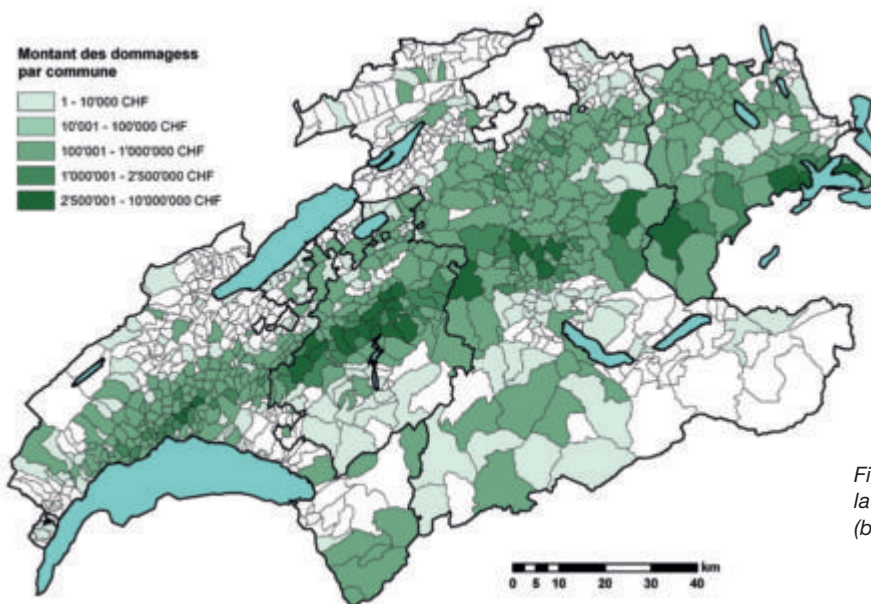 Montant des dommagess
par commune
1 - 10'000 CHF
10'001 - 100'000 CHF
100'001 - 1'000'000 CHF
1'000'001 - 2'500'000 CHF
2'500'001 - 10'000'000 CHF
Fi
la
(b
km
0 5 10 20 30 40